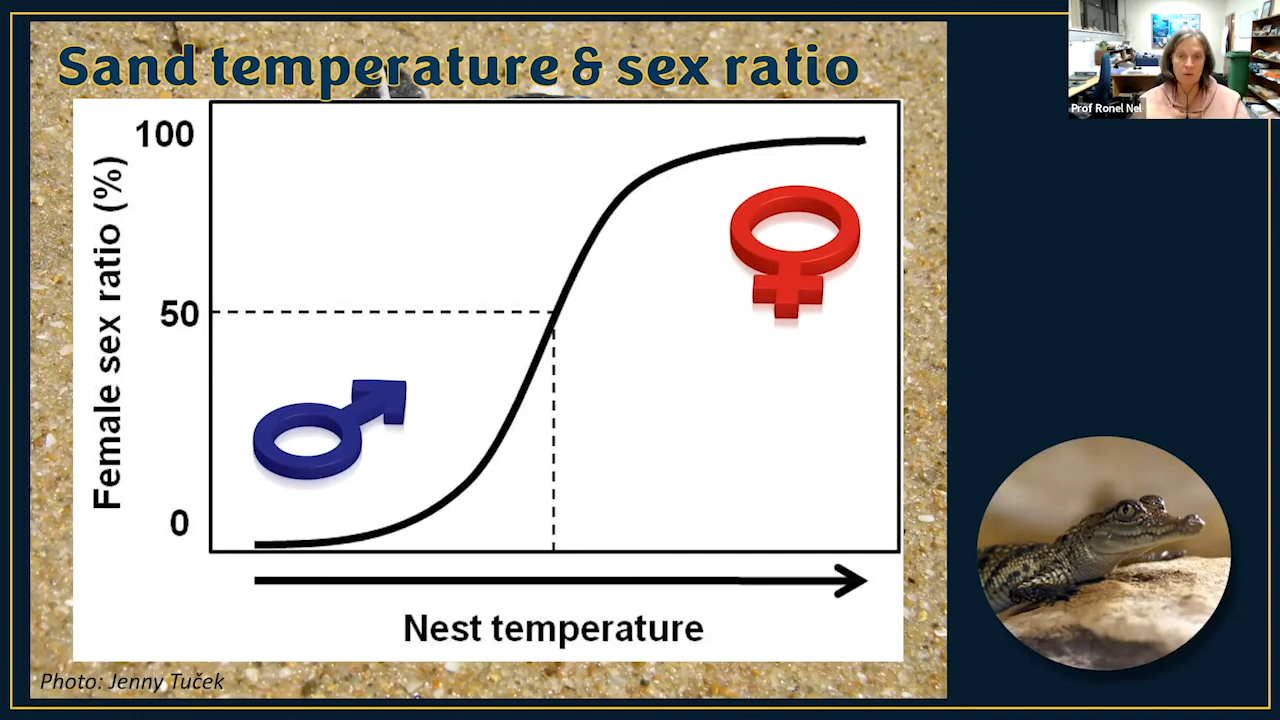 Sand temperature & sex ratio
Prof Ronel Nel
100
50
0
Female sex ratio (%)
Nest temperature
Photo: Jenny Tuček